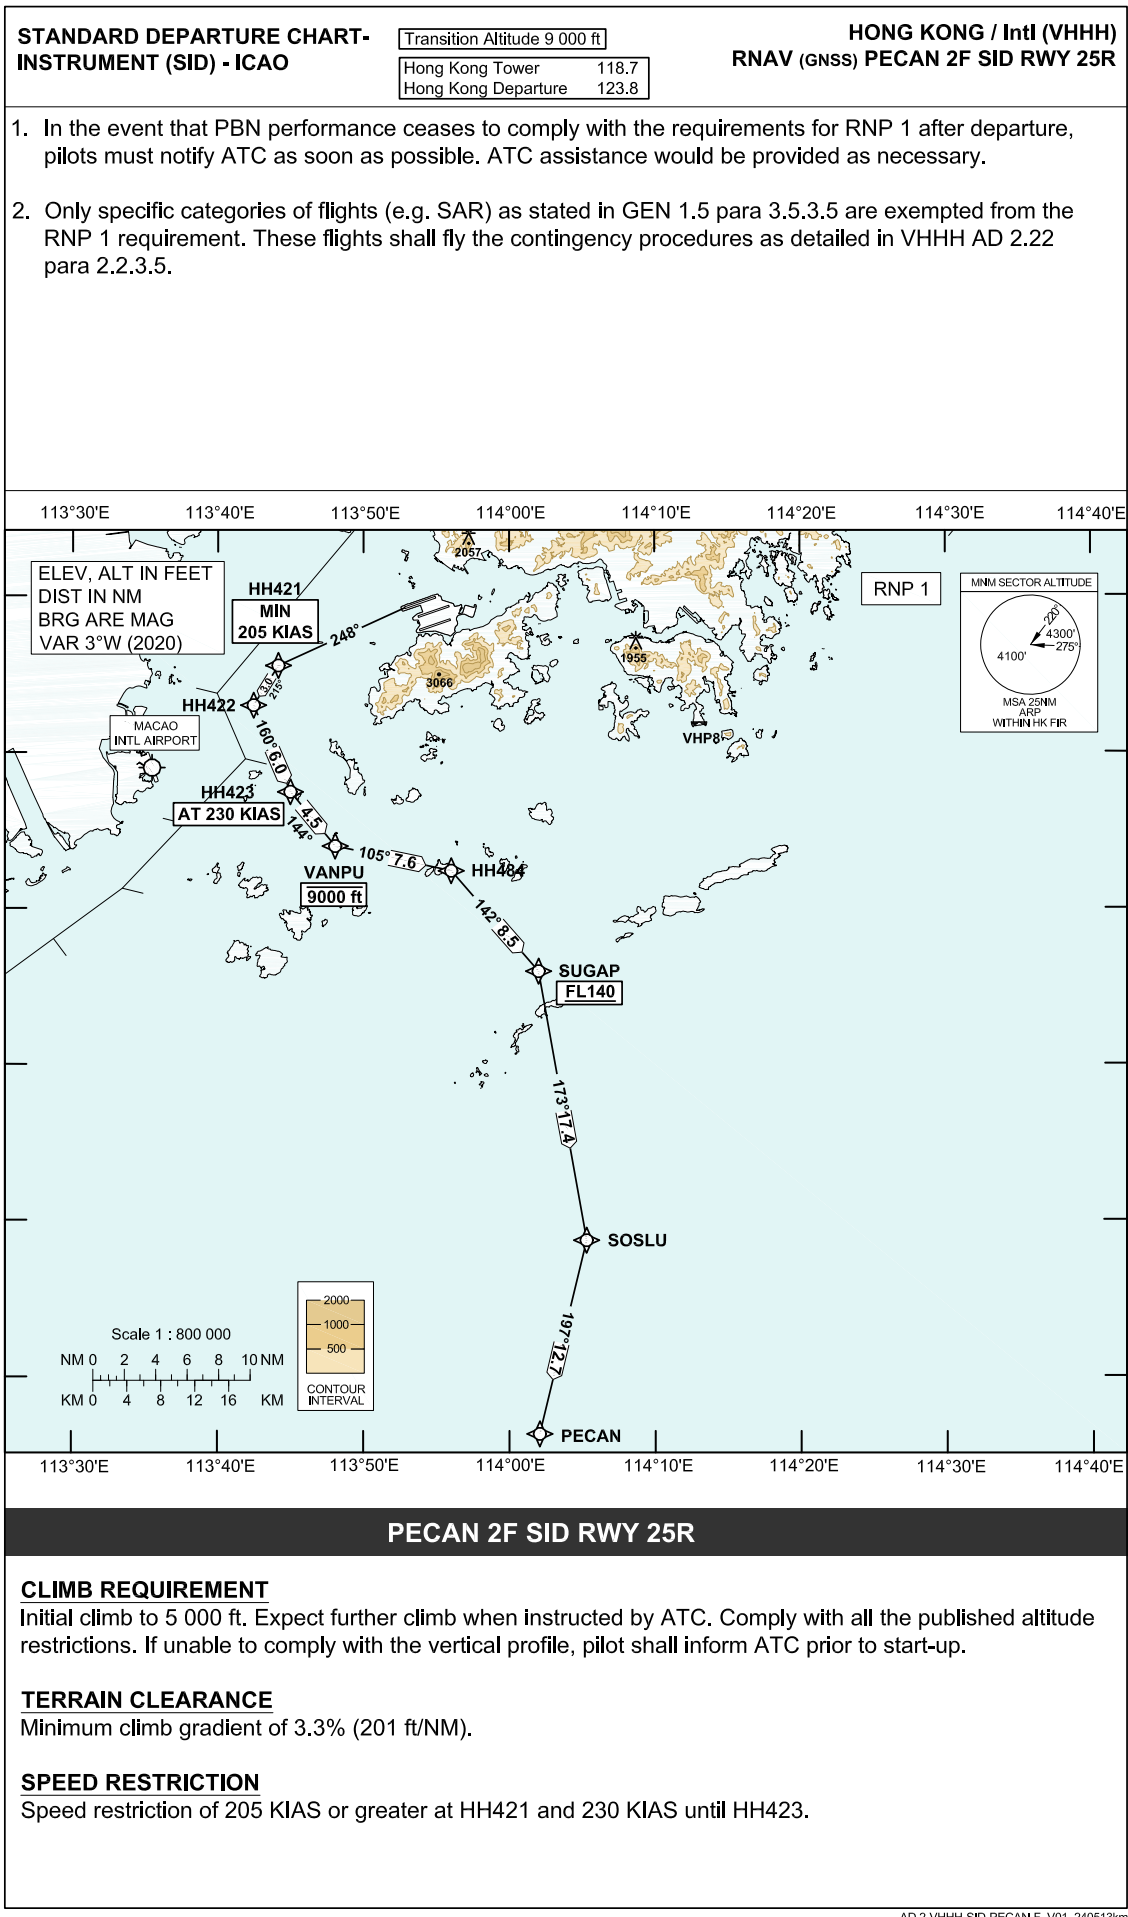 STANDARD DEPARTURE CHART-
INSTRUMENT (SID) - ICAO
Transition Altitude 9 000 ft
Hong Kong Tower 118.7
Hong Kong Departure 123.8
HONG KONG / Intl (VHHH)
RNAV (GNSS) PECAN 2F SID RWY 25R
1. In the event that PBN performance ceases to comply with the requirements for RNP 1 after departure,
pilots must notify ATC as soon as possible. ATC assistance would be provided as necessary.
2. Only specific categories of flights (e.g. SAR) as stated in GEN 1.5 para 3.5.3.5 are exempted from the
RNP 1 requirement. These flights shall fly the contingency procedures as detailed in VHHH AD 2.22
para 2.2.3.5.
113°30'E 113°40'E 113°50'E 114°00'E 114°10'E 114°20'E 114°30'E 114°40'E
ELEV, ALT IN FEET
DIST IN NM
BRG ARE MAG
VAR 3°W (2020)
HH421
MIN
205 KIAS
248°
2057
RNP 1
MNM SECTOR ALTITUDE
220°
4300'
275°
4100'
MSA 25NM
ARP
WITHIN HK FIR
1955
3066
3.0
215°
HH422
MACAO
INTL AIRPORT
VHP8
160° 6.0
HH423
AT 230 KIAS
4.5
144°
VANPU
9000 ft
105° 7.6
HH484
142° 8.5
SUGAP
FL140
173° 17.4
SOSLU
197° 12.7
PECAN
Scale 1 : 800 000
NM 0 2 4 6 8 10 NM
KM 0 4 8 12 16 KM
2000
1000
500
CONTOUR
INTERVAL
113°30'E 113°40'E 113°50'E 114°00'E 114°10'E 114°20'E 114°30'E 114°40'E
PECAN 2F SID RWY 25R
CLIMB REQUIREMENT
Initial climb to 5 000 ft. Expect further climb when instructed by ATC. Comply with all the published altitude
restrictions. If unable to comply with the vertical profile, pilot shall inform ATC prior to start-up.
TERRAIN CLEARANCE
Minimum climb gradient of 3.3% (201 ft/NM).
SPEED RESTRICTION
Speed restriction of 205 KIAS or greater at HH421 and 230 KIAS until HH423.